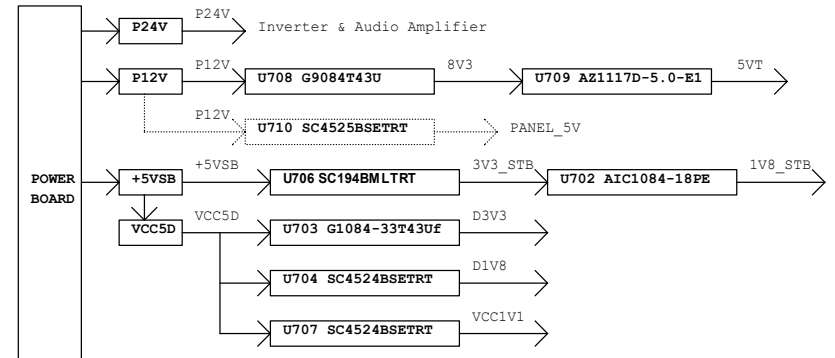 P24V
P24V Inverter & Audio Amplifier
P12V 8V3 5VT
P12V U708 G9084T43U U709 AZ1117D-5.0-E1
P12V
U710 SC4525BSETRT PANEL_5V
+5VSB 3V3_STB 1V8_STB
POWER BOARD +5VSB U706 SC194BMLTRT U702 AIC1084-18PE
VCC5D D3V3
VCC5D U703 G1084-33T43Uf
D1V8
U704 SC4524BSETRT
VCC1V1
U707 SC4524BSETRT